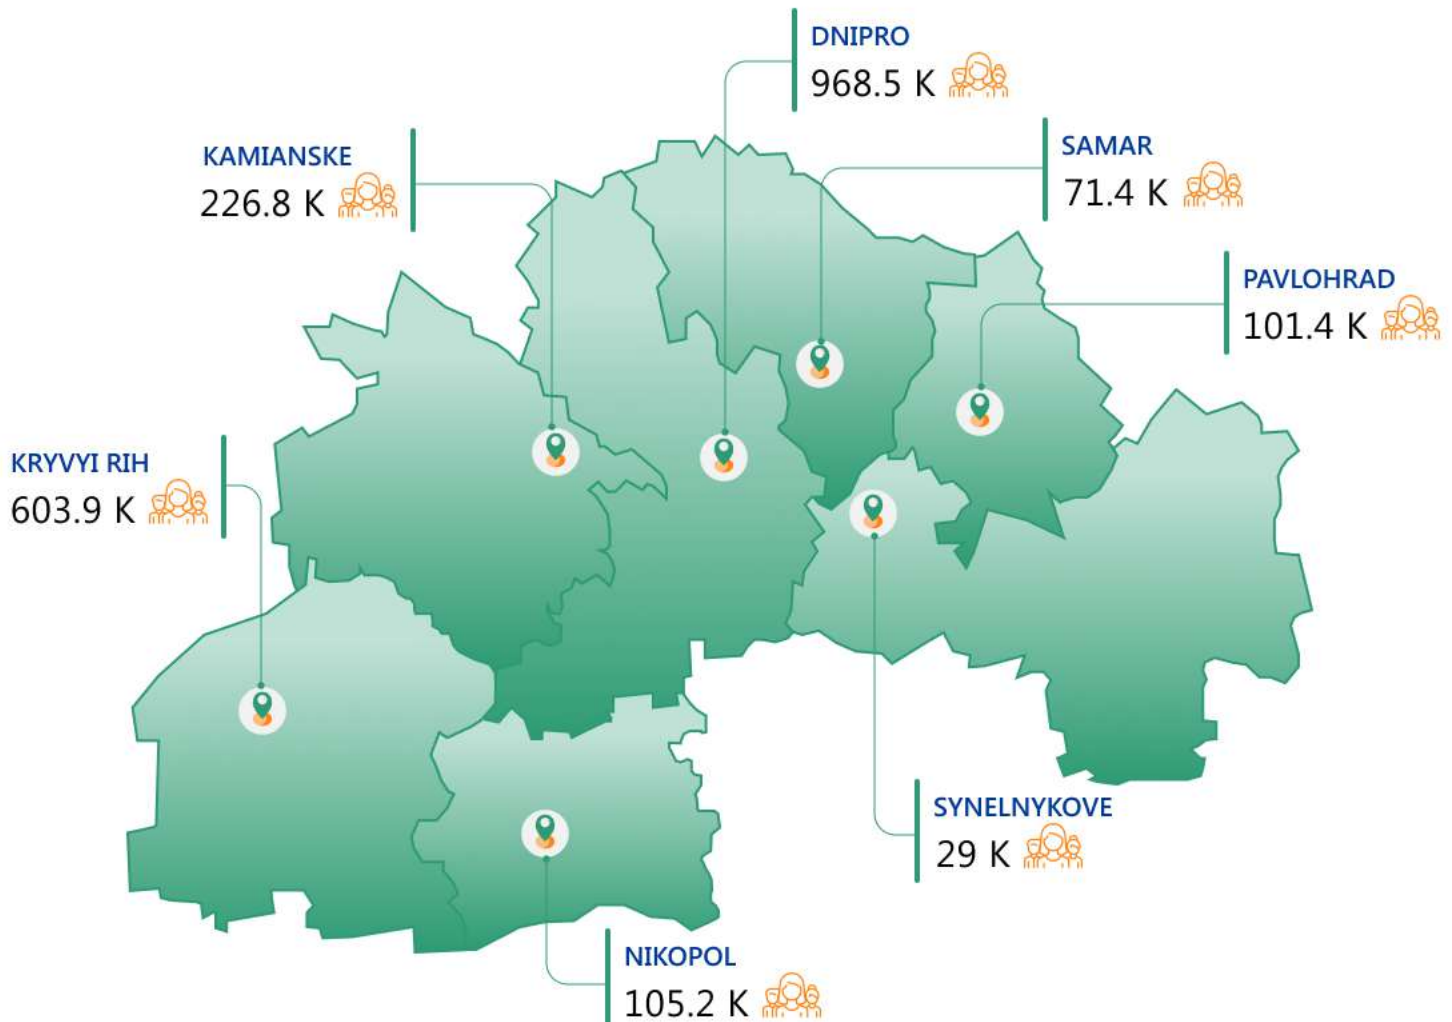 DNIPRO
968.5 K
KAMIANSKE
226.8 K
SAMAR
71.4 K
PAVLOHRAD
101.4 K
KRYVYI RIH
603.9 K
SYNELNYKOVE
29 K
NIKOPOL
105.2 K